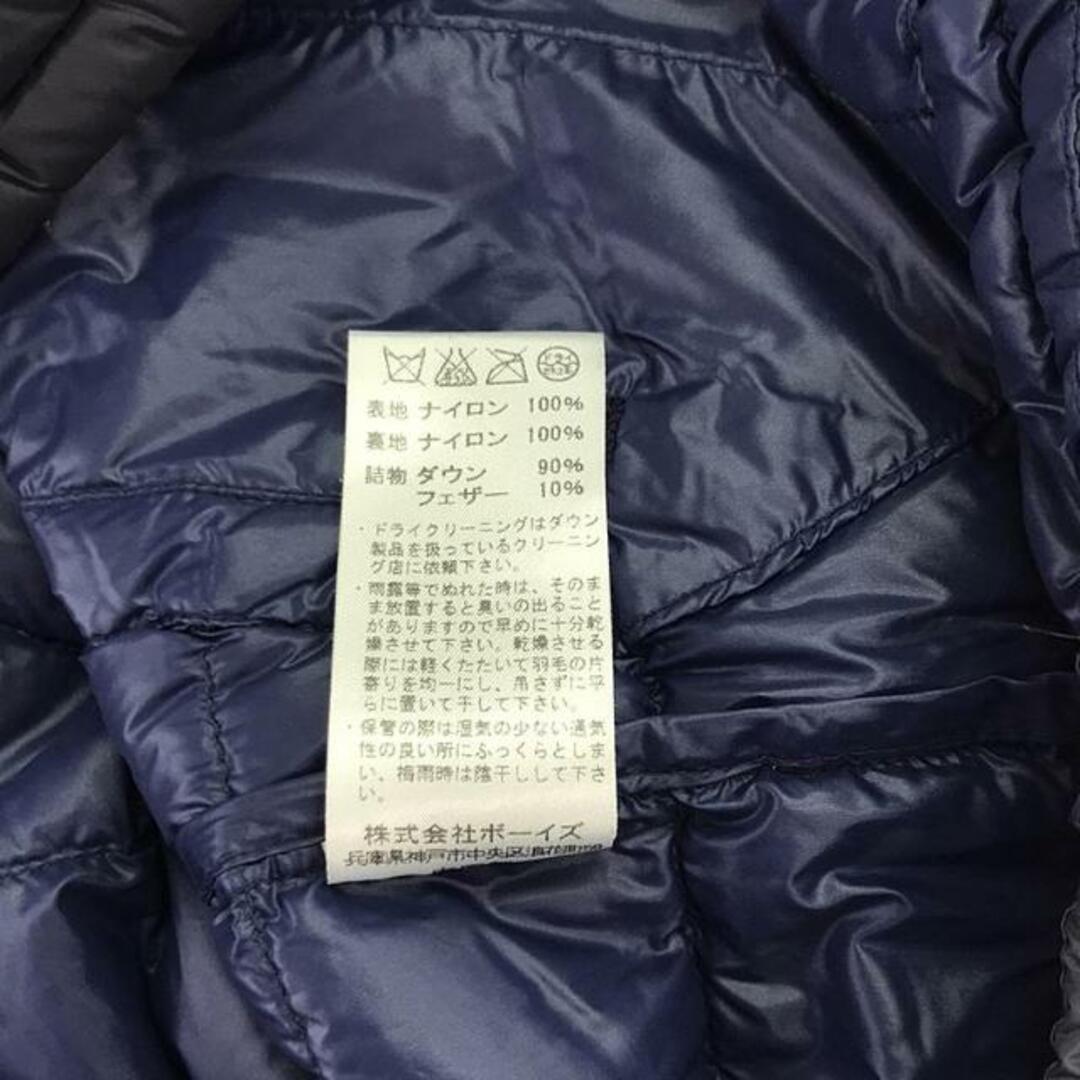 ドライ
表地 ナイロン 100%
裏地 ナイロン 100%
詰物 ダウン 90%
フェザー 10%
・ドライクリーニングはダウン
製品を扱っているクリーニン
グ店に依頼下さい。
・雨露等でぬれた時は、そのま
ま放置すると臭いの出ること
がありますので早めに十分乾
燥させて下さい。乾燥させる
際には軽くたたいて羽毛の片
寄りを均一にし、吊さずに平
らに置いて干して下さい。
・保管の際は湿気の少ない通気
性の良い所にふっくらとしま
い、梅雨時は陰干しして下さ
い。
株式会社ボーイズ
兵庫県神戸市中央区